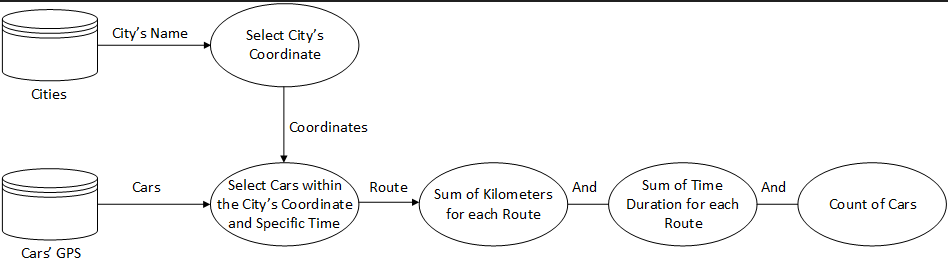 City's Name
Select City's
Coordinate
Cities
Coordinates
Cars
Select Cars within
the City's Coordinate
and Specific Time
Route
Sum of Kilometers
for each Route
And
Sum of Time
Duration for each
Route
And
Count of Cars
Cars' GPS